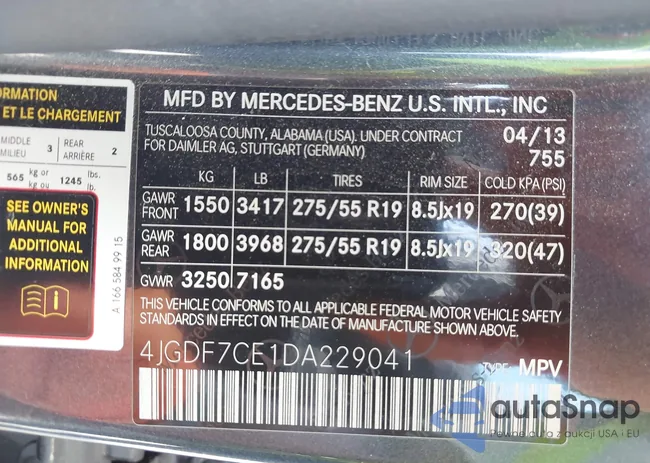 ORMATION
ET LE CHARGEMENT
MIDDLE 3 REAR 2
MILIEU ARRIÈRE
565 kg or 1245 lbs.
kg ou lb.
SEE OWNER'S
MANUAL FOR
ADDITIONAL
INFORMATION
A 166 584 99 15
MFD BY MERCEDES-BENZ U.S. INTL., INC
TUSCALOOSA COUNTY, ALABAMA (USA). UNDER CONTRACT 04/13
FOR DAIMLER AG, STUTTGART (GERMANY) 755
KG LB TIRES RIM SIZE COLD KPA(PSI)
GAWR FRONT 1550 3417 275/55 R19 8.5Jx19 270(39)
GAWR REAR 1800 3968 275/55 R19 8.5Jx19 320(47)
GVWR 3250 7165
THIS VEHICLE CONFORMS TO ALL APPLICABLE FEDERAL MOTOR VEHICLE SAFETY
STANDARDS IN EFFECT ON THE DATE OF MANUFACTURE SHOWN ABOVE.
4JGDF7CE1DA229041 TYPE: MPV
autoSnap
Pewne auto z aukcji USA i EU